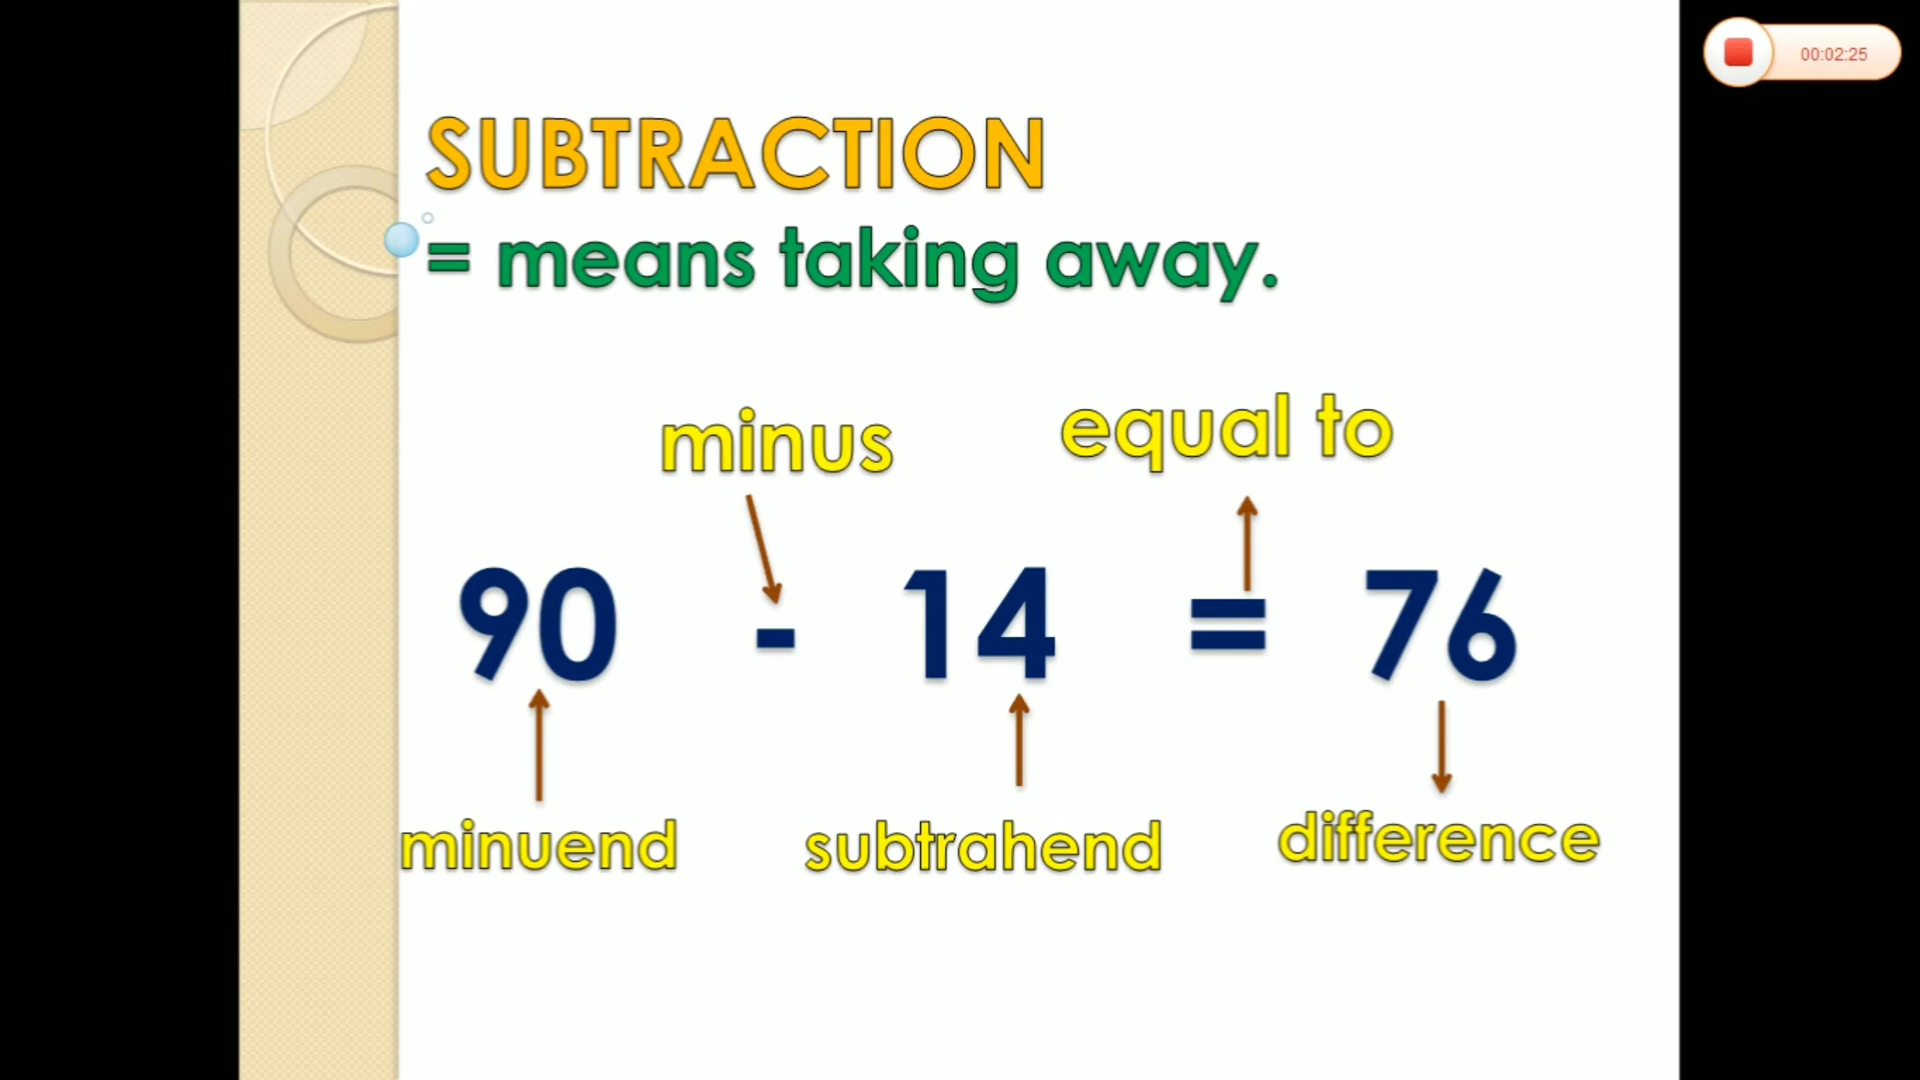 00:02:25
SUBTRACTION
= means taking away.
minus equal to
90 - 14 = 76
minuend subtrahend difference